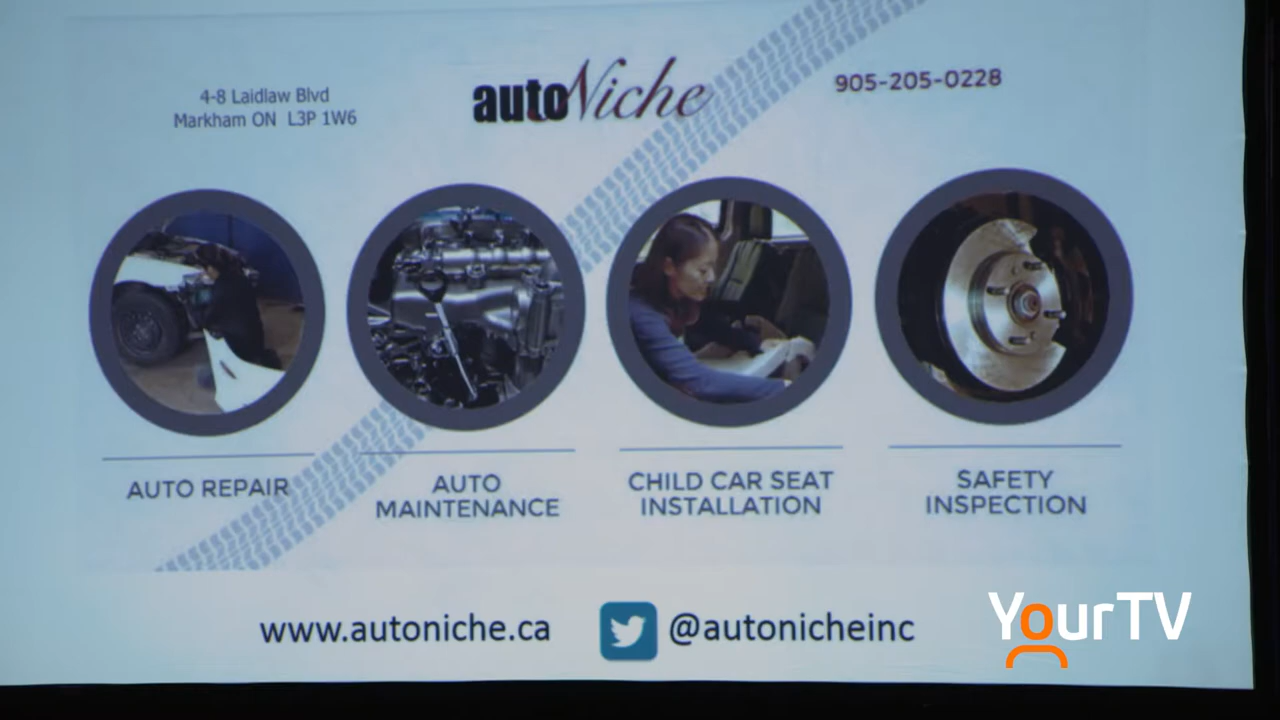 4-8 Laidlaw Blvd
Markham ON L3P 1W6
autoNiche
905-205-0228
AUTO REPAIR
AUTO
MAINTENANCE
CHILD CAR SEAT
INSTALLATION
SAFETY
INSPECTION
www.autoniche.ca
@autonicheinc
YourTV